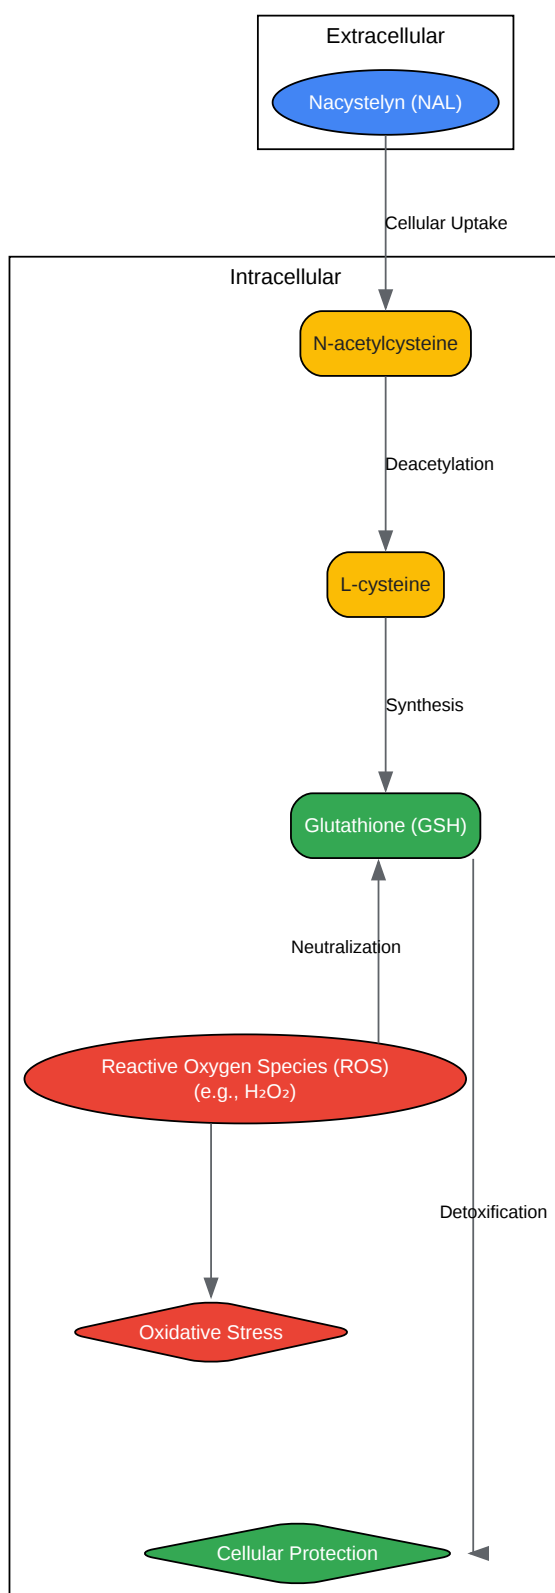 Extracellular
Nacystelyn (NAL)
Cellular Uptake
Intracellular
N-acetylcysteine
Deacetylation
L-cysteine
Synthesis
Glutathione (GSH)
Neutralization
Reactive Oxygen Species (ROS)
(e.g., H₂O₂)
Detoxification
Oxidative Stress
Cellular Protection